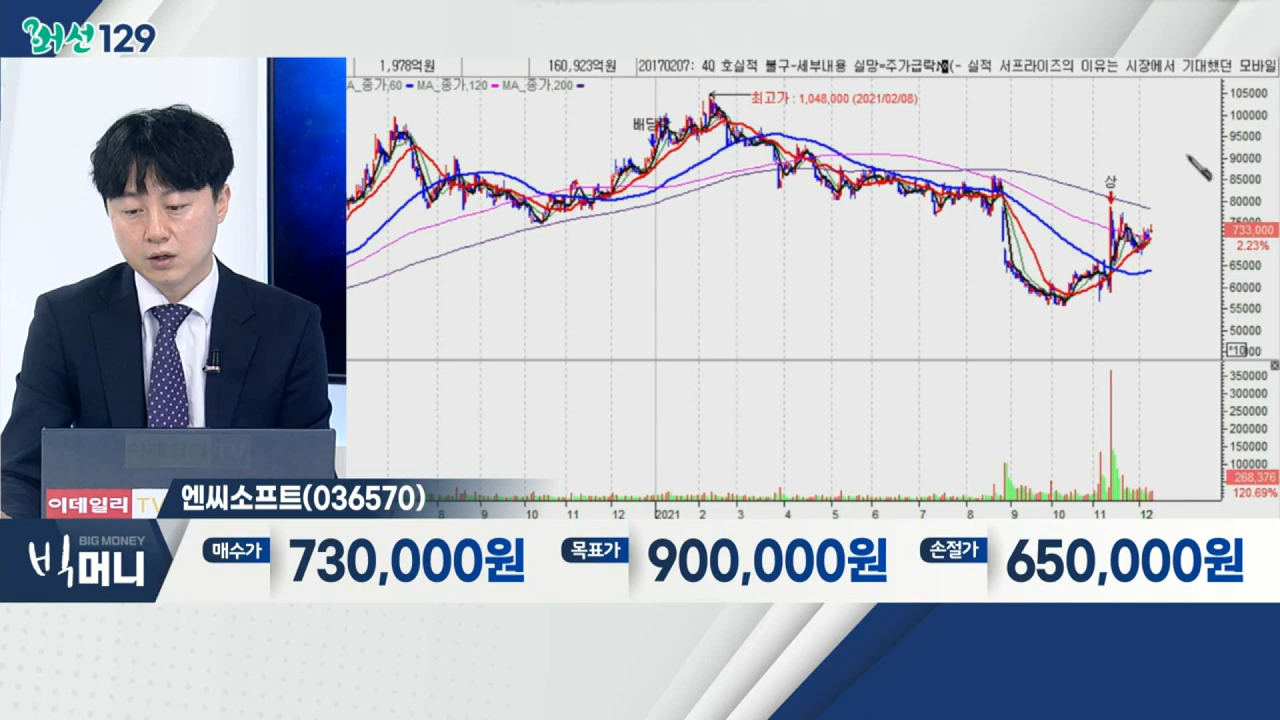 머선129
1,978억원 160,923억원 20170207: 4Q 호실적 불구-세부내용 실망=주가급락 (- 실적 서프라이즈의 이유는 시장에서 기대했던 모바일
A_종가,60 MA_종가,120 MA_종가,200
최고가 : 1,048,000 (2021/02/08)
배당락
상
105000
100000
95000
90000
85000
80000
75000
733,000
2.23%
65000
60000
55000
50000
*10
350000
300000
250000
200000
150000
100000
268,376
120.69%
8 9 10 11 12 2021 2 3 4 5 6 7 8 9 10 11 12
이데일리 TV
엔씨소프트(036570)
BIG MONEY
빅머니
매수가 730,000원 목표가 900,000원 손절가 650,000원